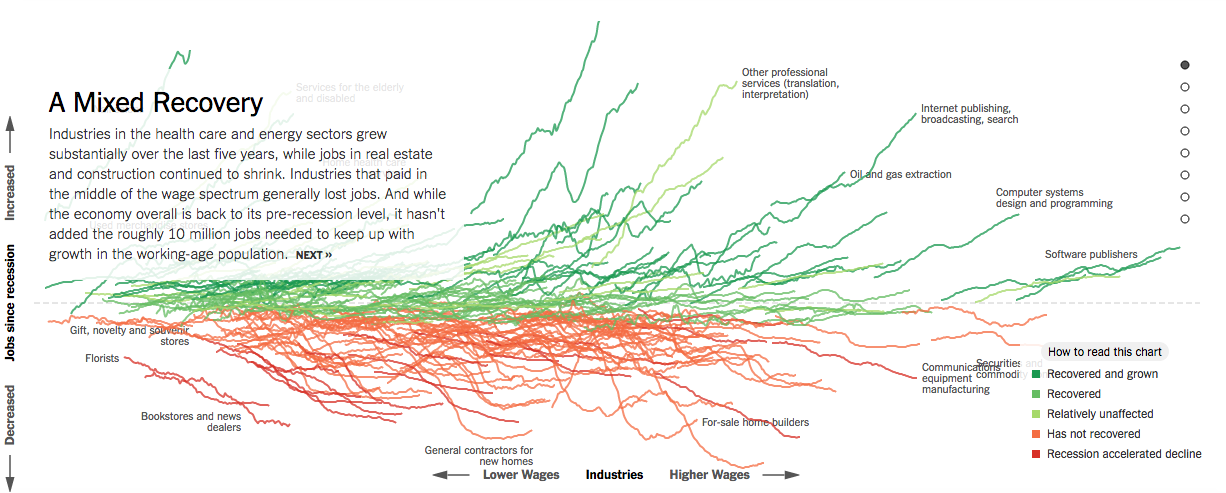 Services for the elderly
and disabled
A Mixed Recovery
Industries in the health care and energy sectors grew
substantially over the last five years, while jobs in real estate
and construction continued to shrink. Industries that paid in
the middle of the wage spectrum generally lost jobs. And while
the economy overall is back to its pre-recession level, it hasn't
added the roughly 10 million jobs needed to keep up with
growth in the working-age population. NEXT »
Home health care
Other professional
services (translation,
interpretation)
Internet publishing,
broadcasting, search
Oil and gas extraction
Computer systems
design and programming
Software publishers
Increased
Jobs since recession
Decreased
Gift, novelty and souvenir
stores
Florists
Bookstores and news
dealers
General contractors for
new homes
For-sale home builders
Communications
equipment
manufacturing
Securities and
commodi
How to read this chart
Recovered and grown
Recovered
Relatively unaffected
Has not recovered
Recession accelerated decline
Lower Wages Industries Higher Wages